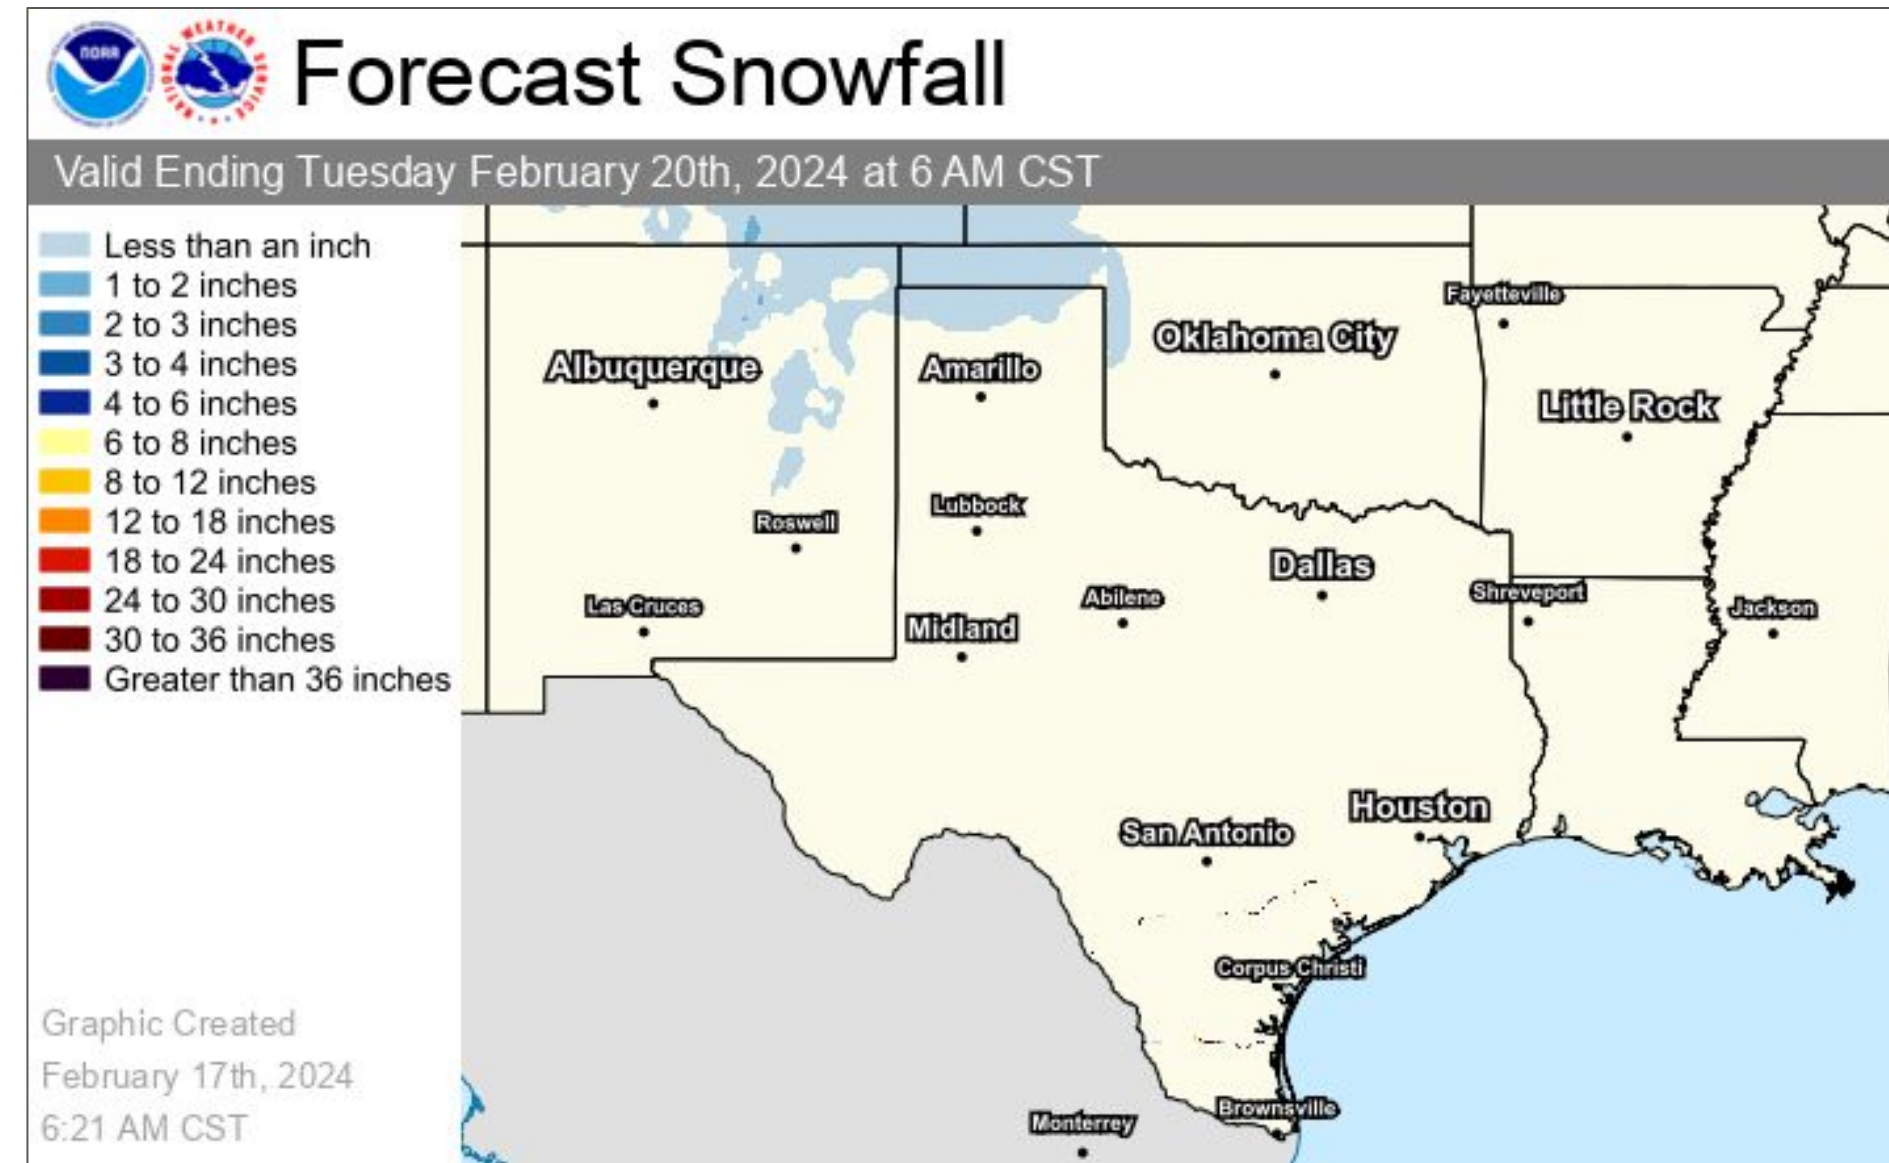 NOAA
NATIONAL WEATHER SERVICE
Forecast Snowfall
Valid Ending Tuesday February 20th, 2024 at 6 AM CST
Less than an inch
1 to 2 inches
2 to 3 inches
3 to 4 inches
4 to 6 inches
6 to 8 inches
8 to 12 inches
12 to 18 inches
18 to 24 inches
24 to 30 inches
30 to 36 inches
Greater than 36 inches
Fayetteville
Oklahoma City
Albuquerque
Amarillo
Little Rock
Lubbock
Roswell
Dallas
Shreveport
Abilene
Las Cruces
Jackson
Midland
Houston
San Antonio
Corpus Christi
Brownsville
Monterrey
Graphic Created
February 17th, 2024
6:21 AM CST